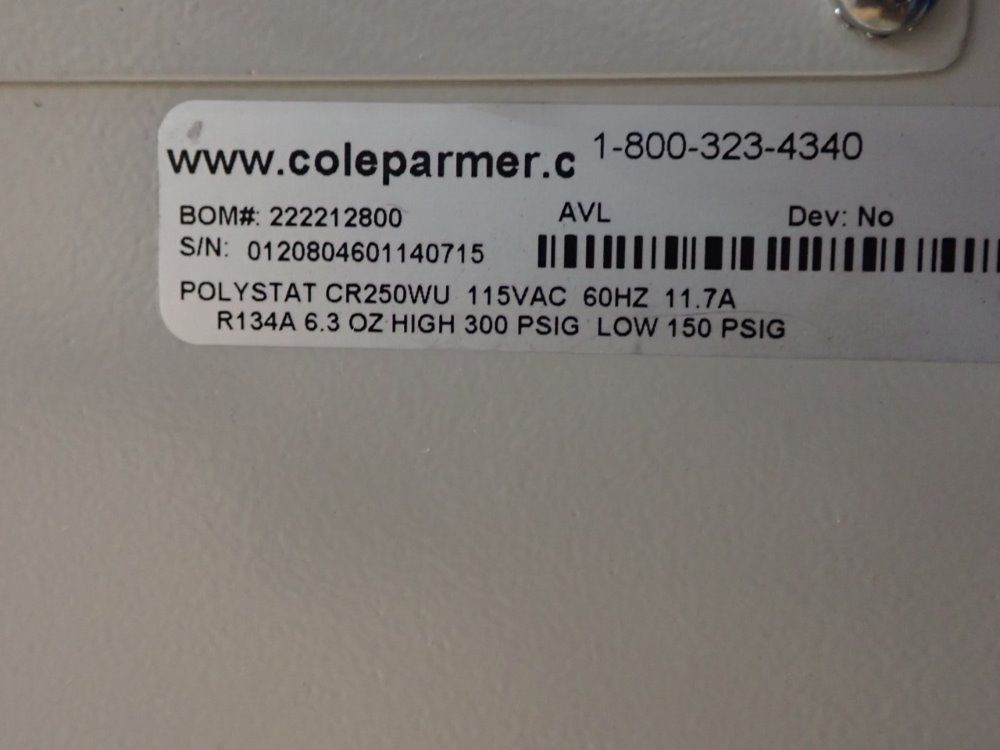 www.coleparmer.c 1-800-323-4340
BOM#: 222212800 AVL Dev: No
S/N: 0120804601140715
POLYSTAT CR250WU 115VAC 60HZ 11.7A
R134A 6.3 OZ HIGH 300 PSIG LOW 150 PSIG